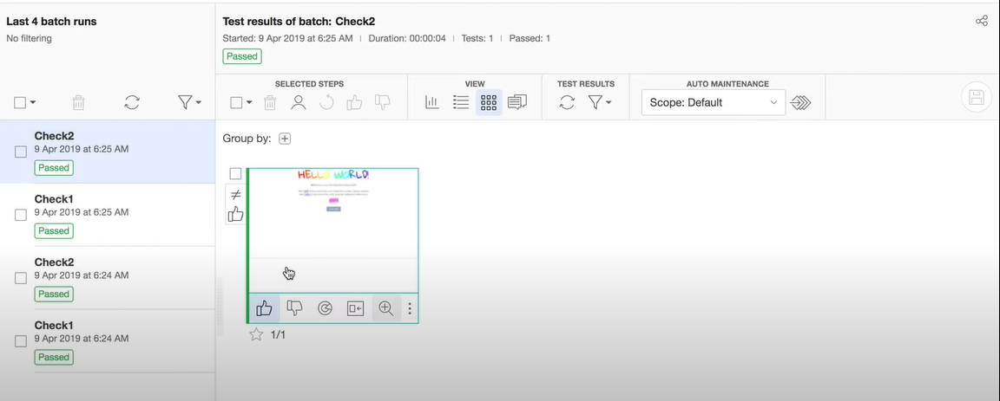 Last 4 batch runs
No filtering
Check2
9 Apr 2019 at 6:25 AM
Passed
Check1
9 Apr 2019 at 6:25 AM
Passed
Check2
9 Apr 2019 at 6:24 AM
Passed
Check1
9 Apr 2019 at 6:24 AM
Passed
Test results of batch: Check2
Started: 9 Apr 2019 at 6:25 AM | Duration: 00:00:04 | Tests: 1 | Passed: 1
Passed
SELECTED STEPS VIEW TEST RESULTS AUTO MAINTENANCE
Scope: Default
Group by:
HELLO WORLD!
1/1